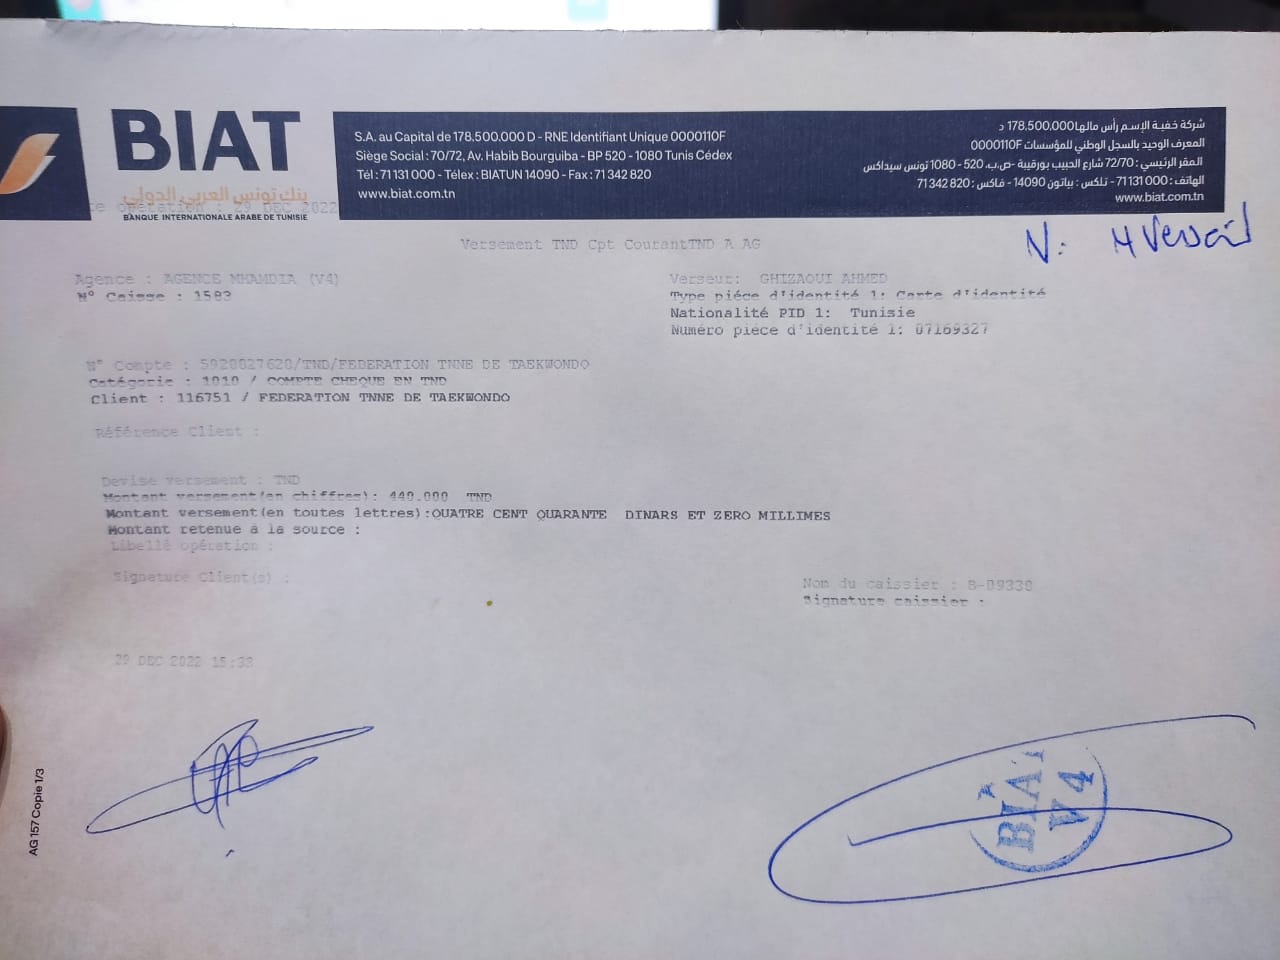 BIAT
بنك تونس العربي الدولي
BANQUE INTERNATIONALE ARABE DE TUNISIE
S.A. au Capital de 178.500.000 D - RNE Identifiant Unique 0000110F
Siège Social : 70/72, Av. Habib Bourguiba - BP 520 - 1080 Tunis Cédex
Tél : 71 131 000 - Télex : BIATUN 14090 - Fax : 71 342 820
www.biat.com.tn
شركة خفية الإسم رأس مالها 178.500.000 د
المعرف الوحيد بالسجل الوطني للمؤسسات 0000110F
المقر الرئيسي : 72/70 شارع الحبيب بورقيبة -ص.ب. 520 - 1080 تونس سيداكس
الهاتف : 71131 000 - تلكس : بياتون 14090 - فاكس : 71 342 820
www.biat.com.tn
opération : 29 DEC 2022
N:
Versement TND Cpt CourantTND A AG
Agence : AGENCE MHAMDIA (V4)
N° Caisse : 1583
Verseur: GHIZAOUI AHMED
Type piéce d'identité 1: Carte d'identité
Nationalité PID 1: Tunisie
Numéro piéce d'identité 1: 07169327
N° Compte : 5920027620/TND/FEDERATION TNNE DE TAEKWONDO
Catégorie : 1010 / COMPTE CHEQUE EN TND
Client : 116751 / FEDERATION TNNE DE TAEKWONDO
Référence Client :
Devise versement : TND
Montant versement(en chiffres): 440.000 TND
Montant versement(en toutes lettres):QUATRE CENT QUARANTE DINARS ET ZERO MILLIMES
Montant retenue à la source :
Libellé opération :
Signature Client(s) :
Nom du caissier : B-09330
Signature caissier :
29 DEC 2022 15:33
BIAT
V4
AG 157 Copie 1/3